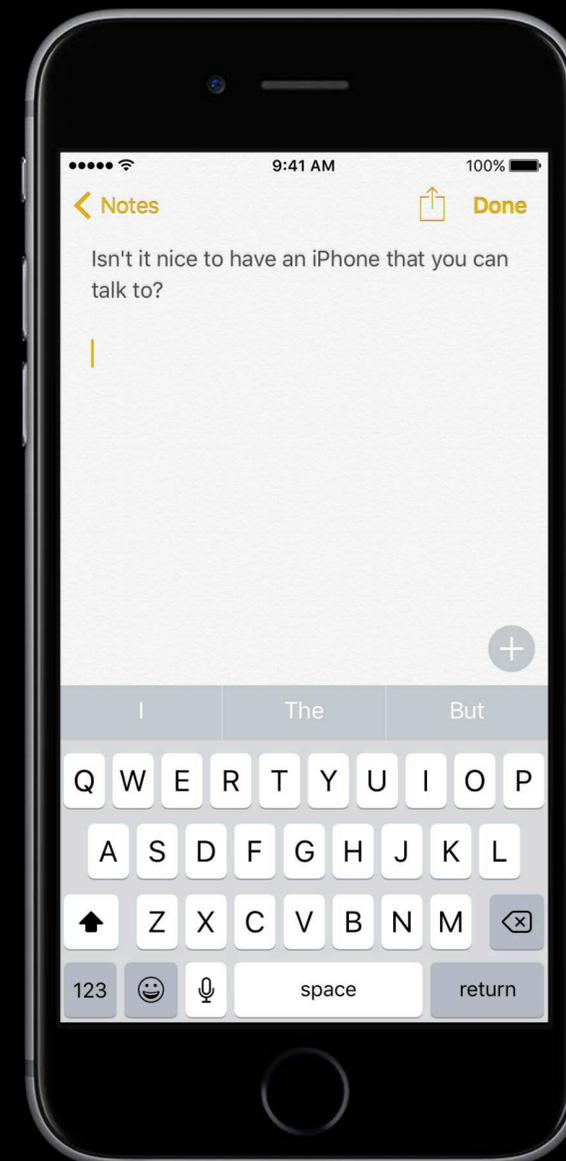 9:41 AM 100%
Notes Done
Isn't it nice to have an iPhone that you can
talk to?
I The But
Q W E R T Y U I O P
A S D F G H J K L
Z X C V B N M
123 space return